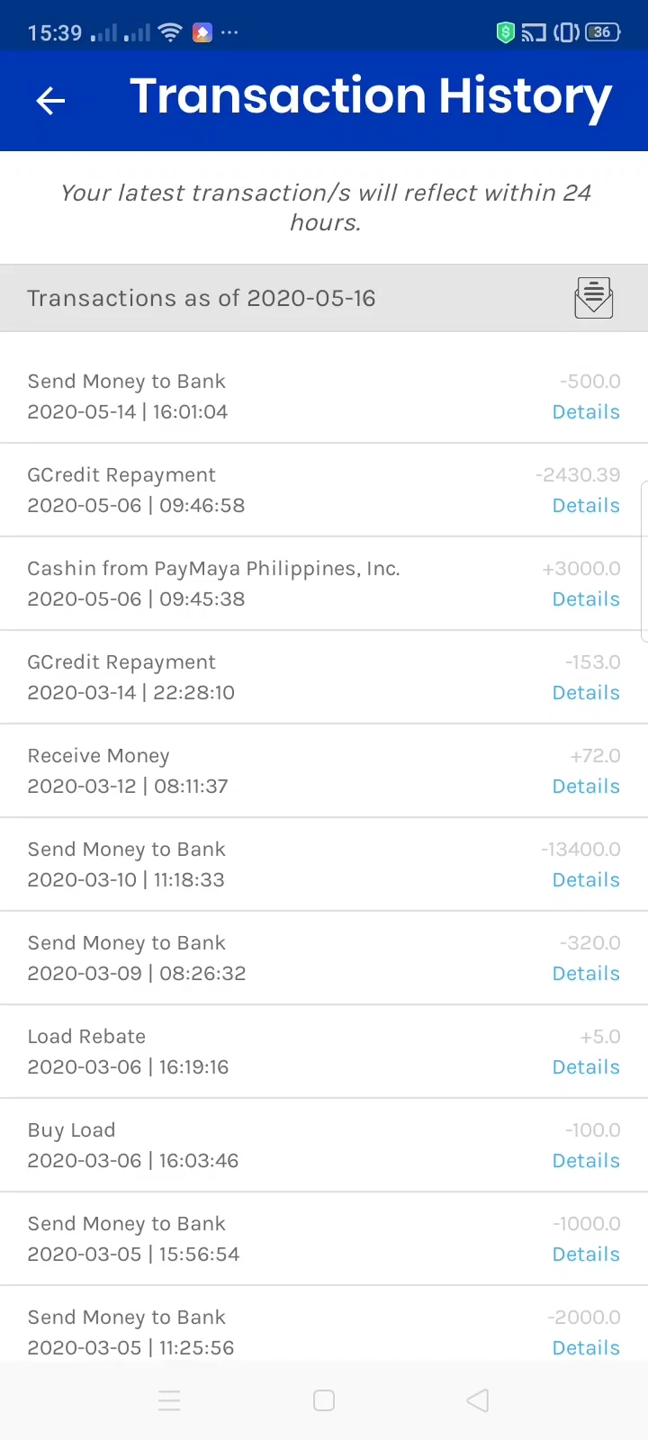 15:39
36
Transaction History
Your latest transaction/s will reflect within 24
hours.
Transactions as of 2020-05-16
Send Money to Bank -500.0
2020-05-14 | 16:01:04 Details
GCredit Repayment -2430.39
2020-05-06 | 09:46:58 Details
Cashin from PayMaya Philippines, Inc. +3000.0
2020-05-06 | 09:45:38 Details
GCredit Repayment -153.0
2020-03-14 | 22:28:10 Details
Receive Money +72.0
2020-03-12 | 08:11:37 Details
Send Money to Bank -13400.0
2020-03-10 | 11:18:33 Details
Send Money to Bank -320.0
2020-03-09 | 08:26:32 Details
Load Rebate +5.0
2020-03-06 | 16:19:16 Details
Buy Load -100.0
2020-03-06 | 16:03:46 Details
Send Money to Bank -1000.0
2020-03-05 | 15:56:54 Details
Send Money to Bank -2000.0
2020-03-05 | 11:25:56 Details